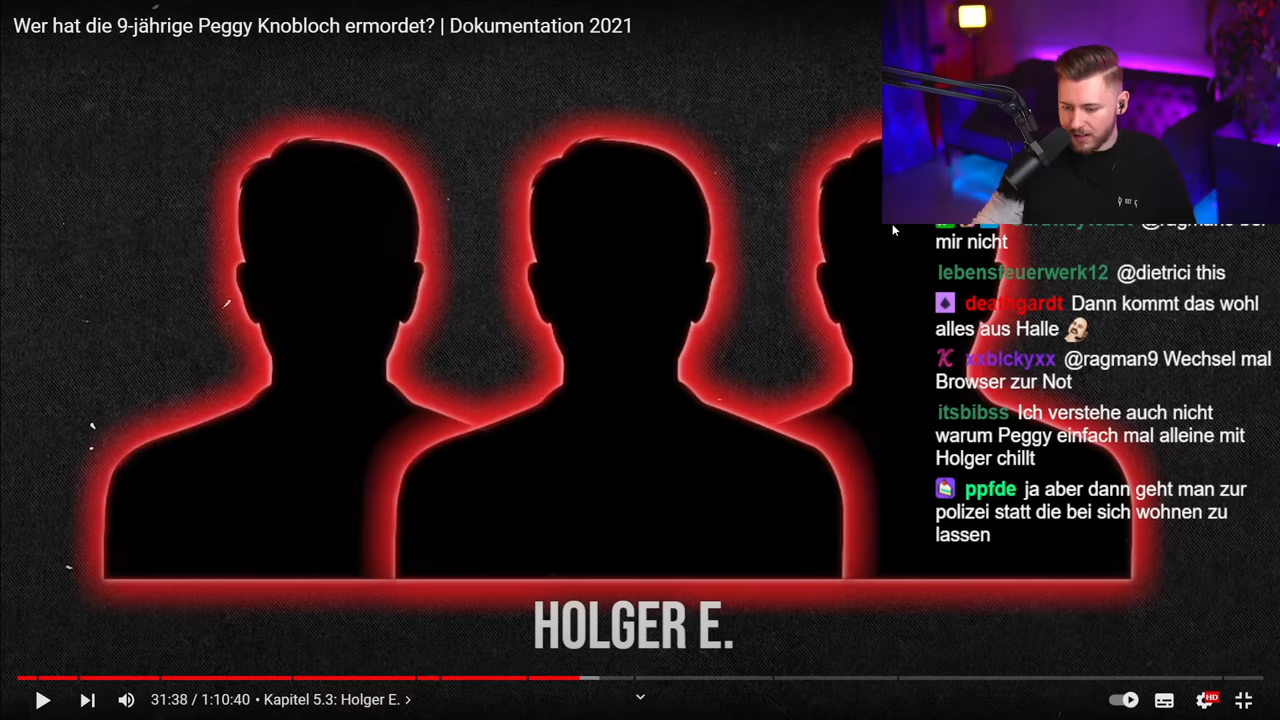 Wer hat die 9-jährige Peggy Knobloch ermordet? | Dokumentation 2021
mir nicht
lebensfeuerwerk12 @dietrici this
deathgardt Dann kommt das wohl
alles aus Halle
xxblckyxx @ragman9 Wechsel mal
Browser zur Not
itsbibss Ich verstehe auch nicht
warum Peggy einfach mal alleine mit
Holger chillt
ppfde ja aber dann geht man zur
polizei statt die bei sich wohnen zu
lassen
HOLGER E.
31:38 / 1:10:40 • Kapitel 5.3: Holger E. >
HD